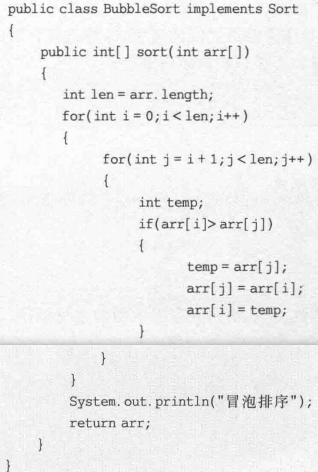 public class BubbleSort implements Sort
{
public int[] sort(int arr[])
{
int len = arr.length;
for(int i = 0;i < len;i++)
{
for(int j = i + 1;j < len;j++)
{
int temp;
if(arr[i]> arr[j])
{
temp = arr[j];
arr[j] = arr[i];
arr[i] = temp;
}
}
}
System.out.println("冒泡排序");
return arr;
}
}